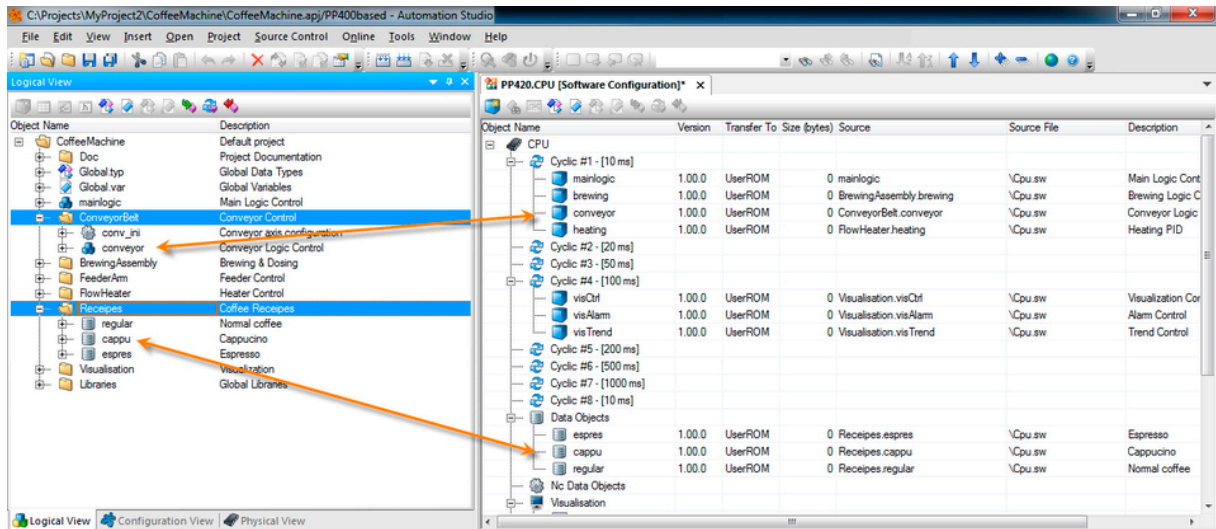 C:\Projects\MyProject2\CoffeeMachine\CoffeeMachine.apj/PP400based - Automation Studio
File Edit View Insert Open Project Source Control Online Tools Window Help
Logical View
Object Name Description
CoffeeMachine Default project
Doc Project Documentation
Global.typ Global Data Types
Global.var Global Variables
mainlogic Main Logic Control
ConveyorBelt Conveyor Control
conv_ini Conveyor axis configuration
conveyor Conveyor Logic Control
BrewingAssembly Brewing & Dosing
FeederArm Feeder Control
FlowHeater Heater Control
Receipes Coffee Receipes
regular Normal coffee
cappu Cappucino
espres Espresso
Visualisation Visualization
Libraries Global Libraries
Logical View Configuration View Physical View
PP420.CPU [Software Configuration]* x
Object Name Version Transfer To Size (bytes) Source Source File Description
CPU
Cyclic #1 - [10 ms]
mainlogic 1.00.0 UserROM 0 mainlogic \Cpu.sw Main Logic Cont
brewing 1.00.0 UserROM 0 BrewingAssembly.brewing \Cpu.sw Brewing Logic C
conveyor 1.00.0 UserROM 0 ConveyorBelt.conveyor \Cpu.sw Conveyor Logic
heating 1.00.0 UserROM 0 FlowHeater.heating \Cpu.sw Heating PID
Cyclic #2 - [20 ms]
Cyclic #3 - [50 ms]
Cyclic #4 - [100 ms]
visCtrl 1.00.0 UserROM 0 Visualisation.visCtrl \Cpu.sw Visualization Cor
visAlarm 1.00.0 UserROM 0 Visualisation.visAlarm \Cpu.sw Alarm Control
visTrend 1.00.0 UserROM 0 Visualisation.visTrend \Cpu.sw Trend Control
Cyclic #5 - [200 ms]
Cyclic #6 - [500 ms]
Cyclic #7 - [1000 ms]
Cyclic #8 - [10 ms]
Data Objects
espres 1.00.0 UserROM 0 Receipes.espres \Cpu.sw Espresso
cappu 1.00.0 UserROM 0 Receipes.cappu \Cpu.sw Cappucino
regular 1.00.0 UserROM 0 Receipes.regular \Cpu.sw Normal coffee
Nc Data Objects
Visualisation